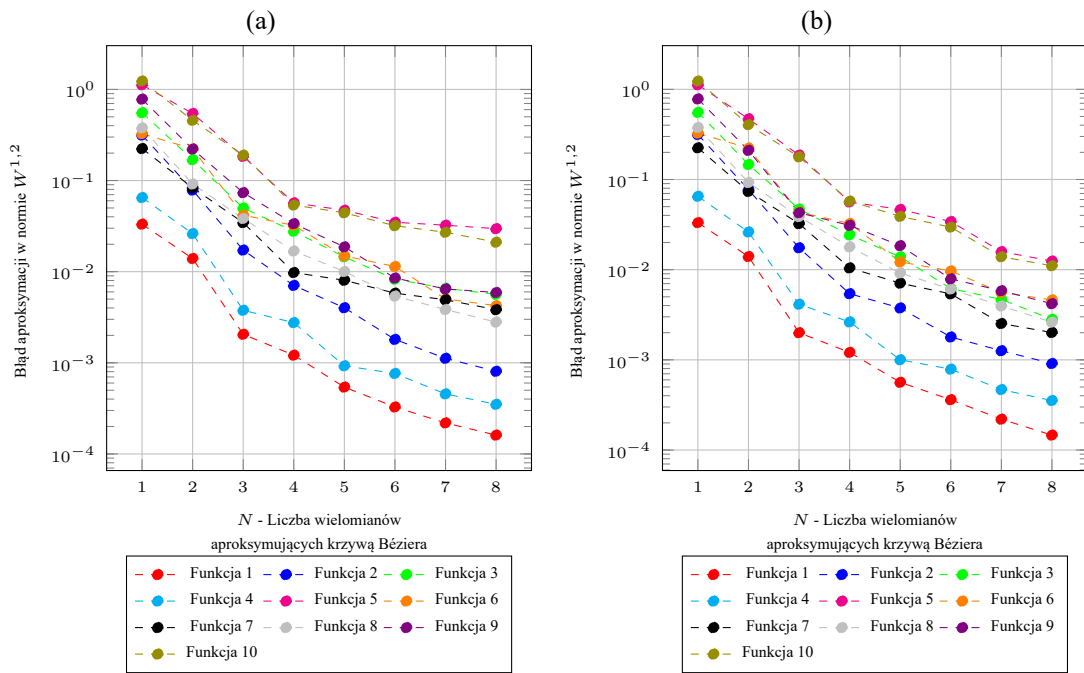 (a)
10^0
10^−1
10^−2
10^−3
10^−4
Błąd aproksymacji w normie W^{1,2}
1 2 3 4 5 6 7 8
N - Liczba wielomianów
aproksymujących krzywą Béziera
Funkcja 1 Funkcja 2 Funkcja 3
Funkcja 4 Funkcja 5 Funkcja 6
Funkcja 7 Funkcja 8 Funkcja 9
Funkcja 10
(b)
10^0
10^−1
10^−2
10^−3
10^−4
Błąd aproksymacji w normie W^{1,2}
1 2 3 4 5 6 7 8
N - Liczba wielomianów
aproksymujących krzywą Béziera
Funkcja 1 Funkcja 2 Funkcja 3
Funkcja 4 Funkcja 5 Funkcja 6
Funkcja 7 Funkcja 8 Funkcja 9
Funkcja 10